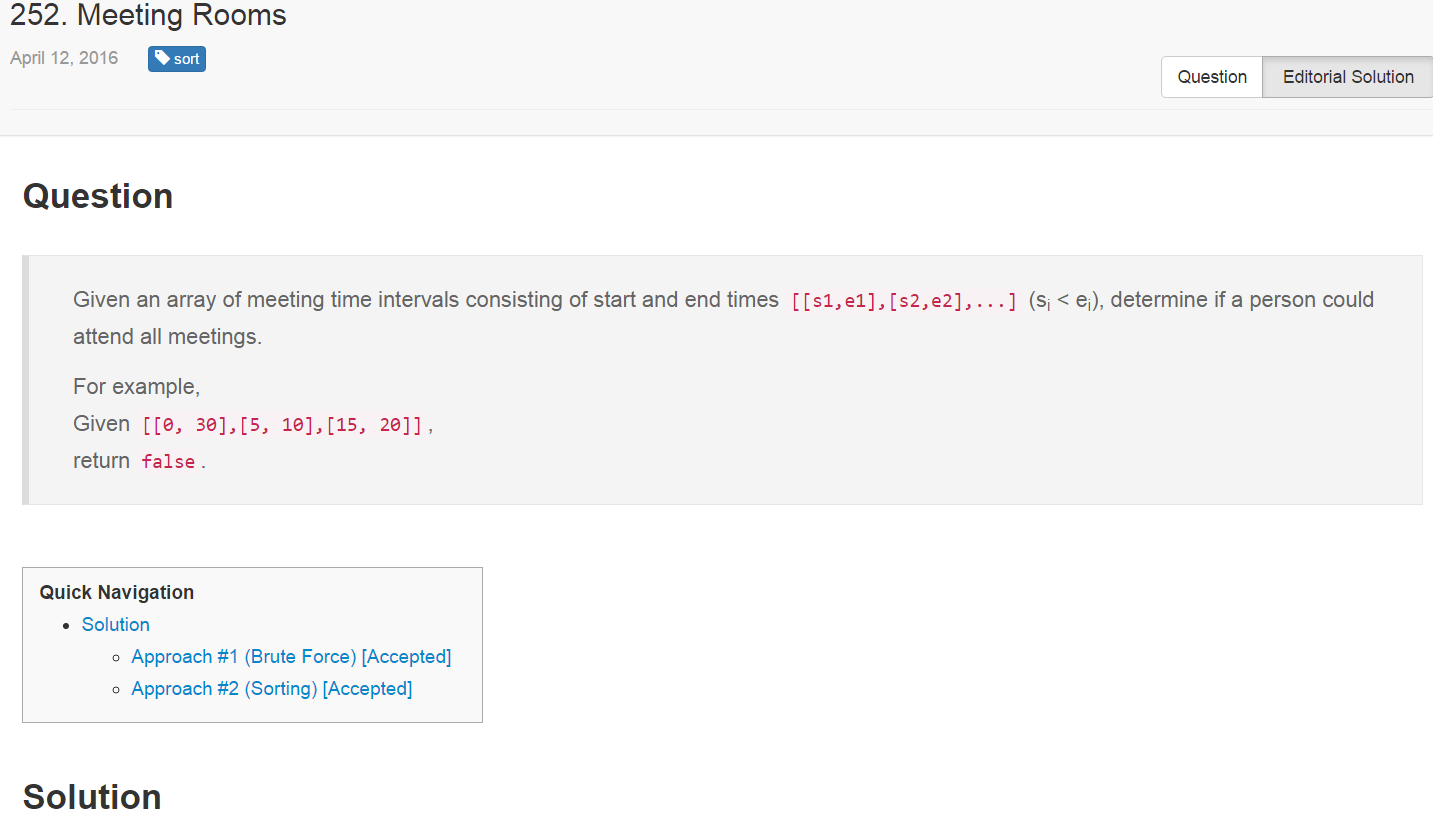 252. Meeting Rooms
April 12, 2016 sort
Question Editorial Solution
Question
Given an array of meeting time intervals consisting of start and end times [[s1,e1],[s2,e2],...] (si < ei), determine if a person could
attend all meetings.
For example,
Given [[0, 30],[5, 10],[15, 20]],
return false.
Quick Navigation
Solution
Approach #1 (Brute Force) [Accepted]
Approach #2 (Sorting) [Accepted]
Solution